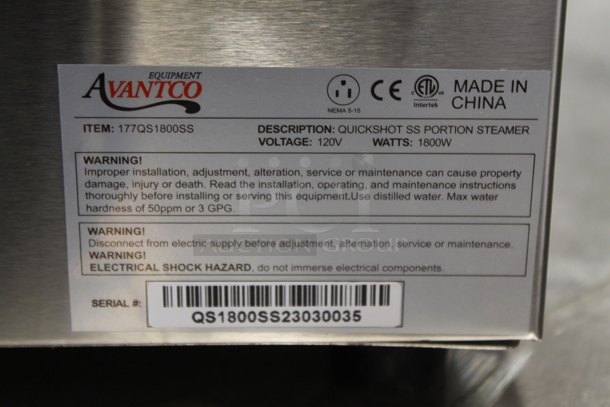 EQUIPMENT
AVANTCO
NEMA 5-15
CE
ETL
Intertek
MADE IN
CHINA
ITEM: 177QS1800SS
DESCRIPTION: QUICKSHOT SS PORTION STEAMER
VOLTAGE: 120V WATTS: 1800W
WARNING!
Improper installation, adjustment, alteration, service or maintenance can cause property
damage, injury or death. Read the installation, operating, and maintenance instructions
thoroughly before installing or serving this equipment.Use distilled water. Max water
hardness of 50ppm or 3 GPG.
WARNING!
Disconnect from electric supply before adjustment, alternation, service or maintenance.
WARNING!
ELECTRICAL SHOCK HAZARD, do not immerse electrical components.
SERIAL #:
QS1800SS23030035